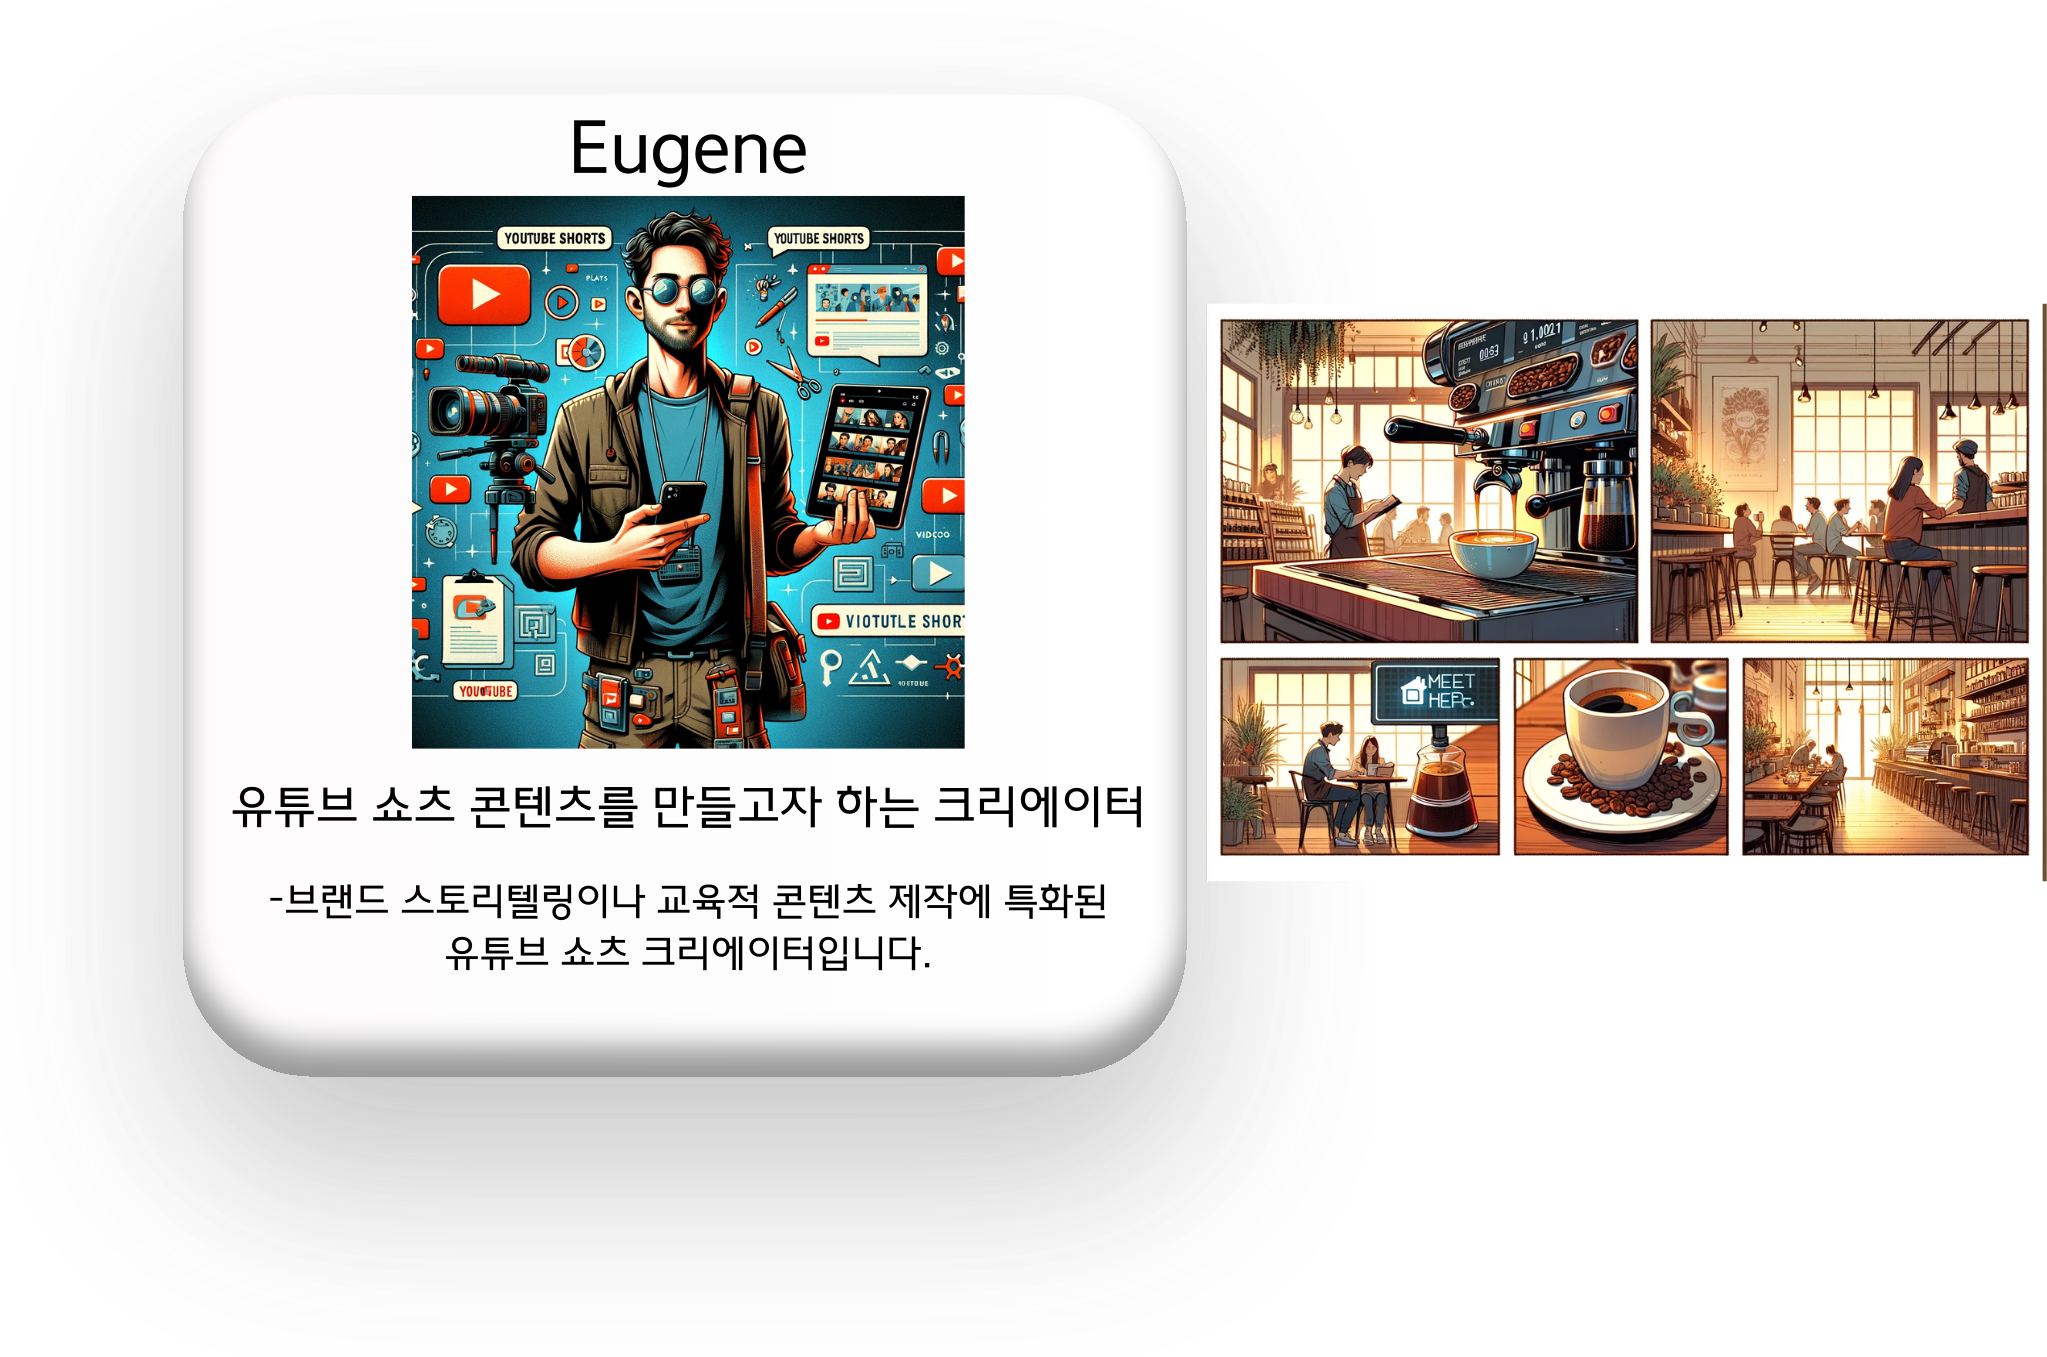 Eugene
YOUTUBE SHORTS
YOUTUBE SHORTS
PLAYS
VIDCOO
VIOTUTLE SHOR
YOUTUBE
유튜브 쇼츠 콘텐츠를 만들고자 하는 크리에이터
-브랜드 스토리텔링이나 교육적 콘텐츠 제작에 특화된
유튜브 쇼츠 크리에이터입니다.
MEET